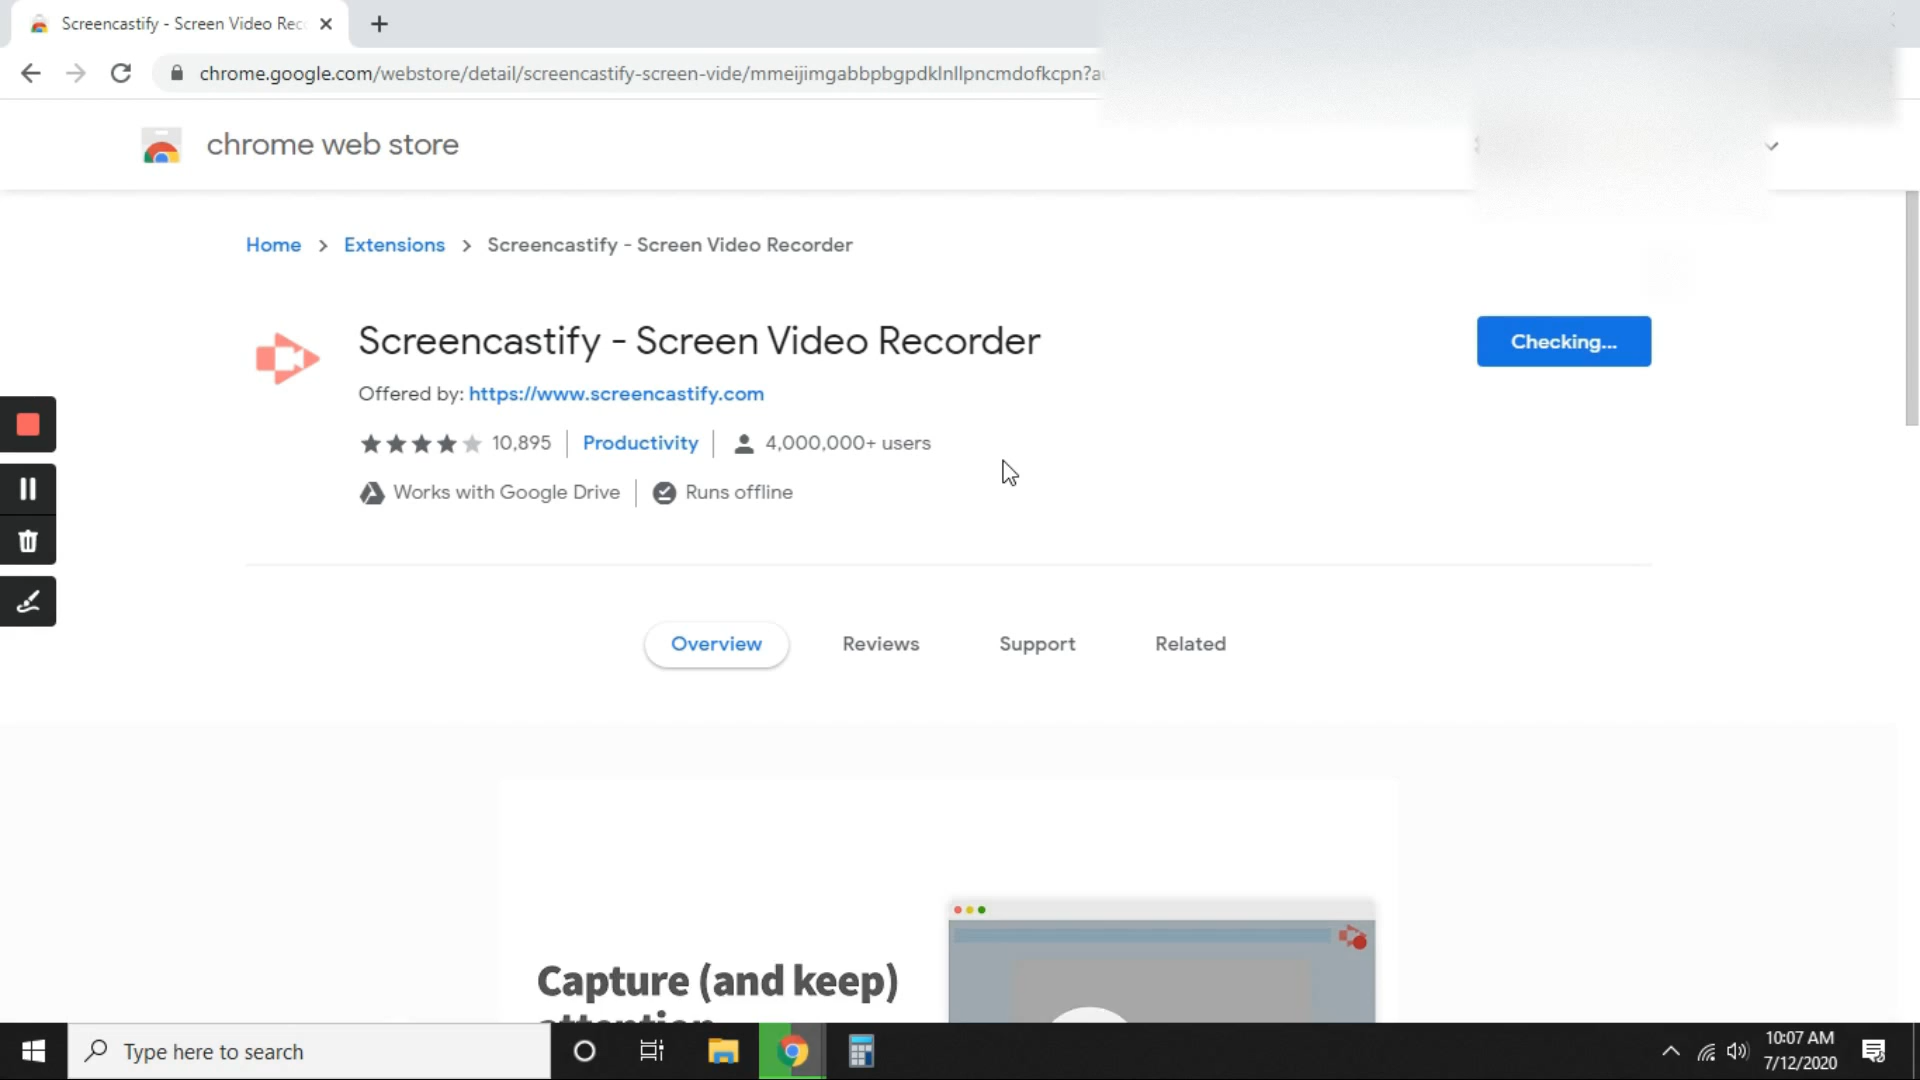 Screencastify - Screen Video Rec
chrome.google.com/webstore/detail/screencastify-screen-vide/mmeijimgabbpbgpdklnllpncmdofkcpn?a
chrome web store
Home > Extensions > Screencastify - Screen Video Recorder
Screencastify - Screen Video Recorder
Checking...
Offered by: https://www.screencastify.com
10,895 Productivity 4,000,000+ users
Works with Google Drive Runs offline
Overview Reviews Support Related
Capture (and keep)
attention
Type here to search
10:07 AM
7/12/2020